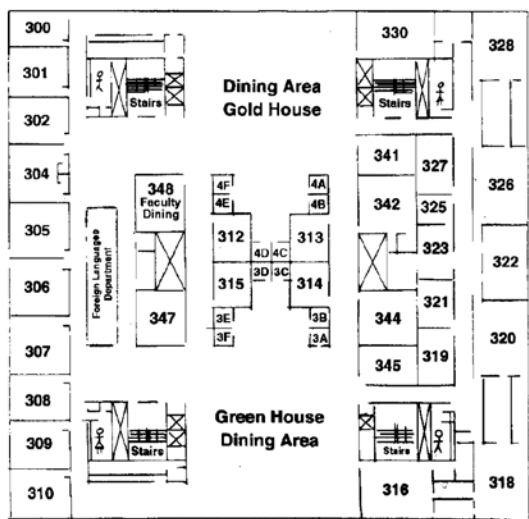 300
330
328
301
Stairs
Dining Area
Gold House
Stairs
302
304
348
Faculty
Dining
4F
4E
4A
4B
341
327
326
305
312
313
342
325
4D
4C
323
322
Foreign Languages
Department
306
315
3D
3C
314
347
3E
3F
3B
3A
344
321
320
307
345
319
308
Green House
Dining Area
309
Stairs
Stairs
310
316
318